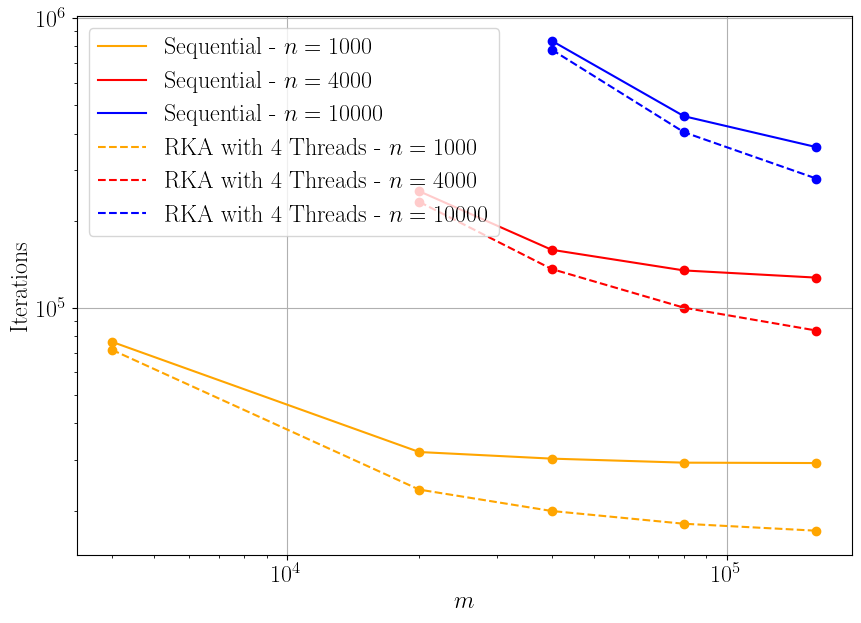 10^6
Sequential - n = 1000
Sequential - n = 4000
Sequential - n = 10000
RKA with 4 Threads - n = 1000
RKA with 4 Threads - n = 4000
RKA with 4 Threads - n = 10000
Iterations
10^5
10^4
10^5
m